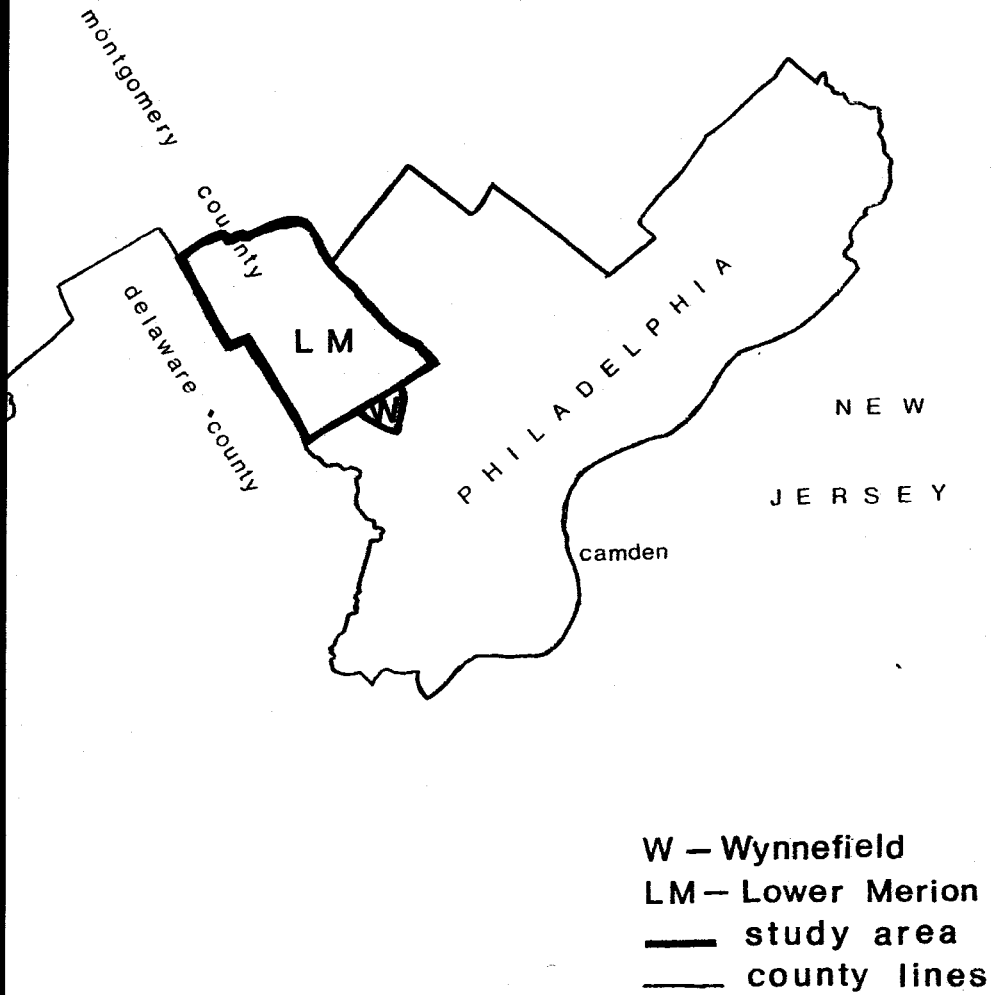 montgomery
county
delaware
county
LM
W
PHILADELPHIA
NEW
JERSEY
camden
W – Wynnefield
LM – Lower Merion
study area
county lines